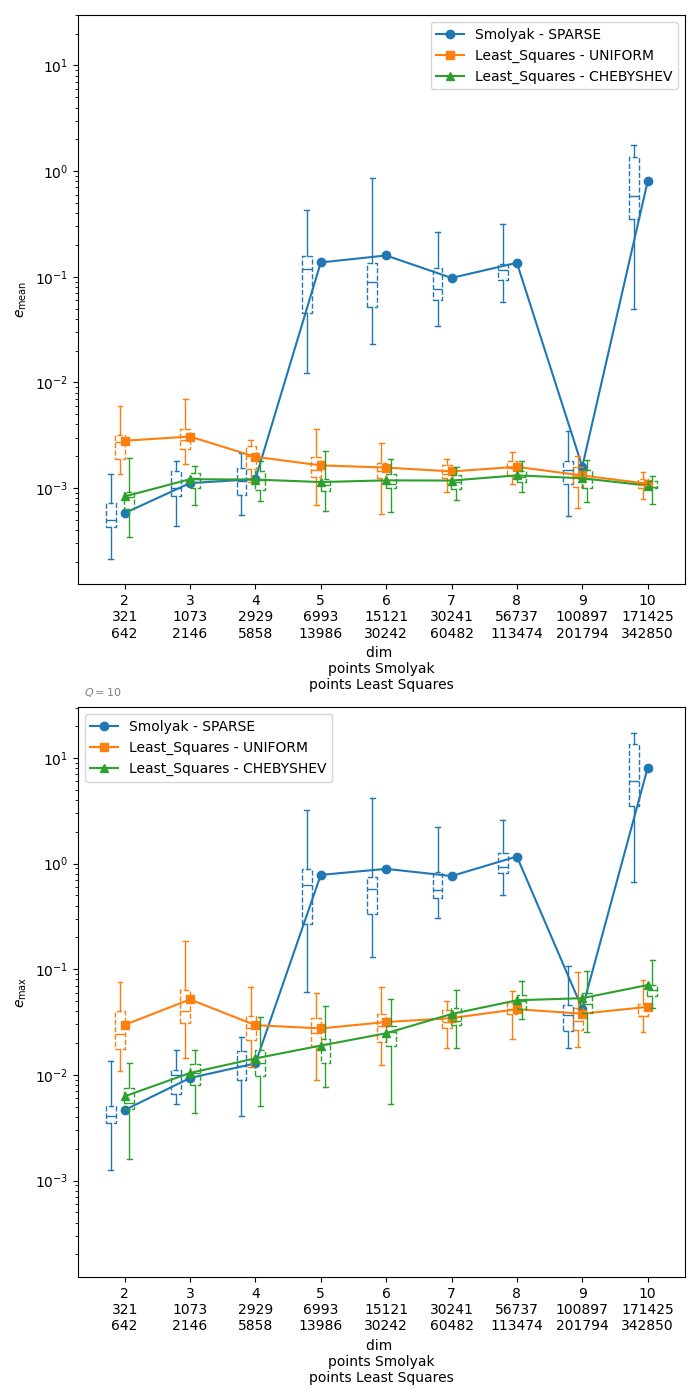 Smolyak - SPARSE
Least_Squares - UNIFORM
Least_Squares - CHEBYSHEV
10¹
10⁰
10⁻¹
10⁻²
10⁻³
e_mean
2 3 4 5 6 7 8 9 10
321 1073 2929 6993 15121 30241 56737 100897 171425
642 2146 5858 13986 30242 60482 113474 201794 342850
dim
points Smolyak
points Least Squares
Q = 10
Smolyak - SPARSE
Least_Squares - UNIFORM
Least_Squares - CHEBYSHEV
10¹
10⁰
10⁻¹
10⁻²
10⁻³
e_max
2 3 4 5 6 7 8 9 10
321 1073 2929 6993 15121 30241 56737 100897 171425
642 2146 5858 13986 30242 60482 113474 201794 342850
dim
points Smolyak
points Least Squares